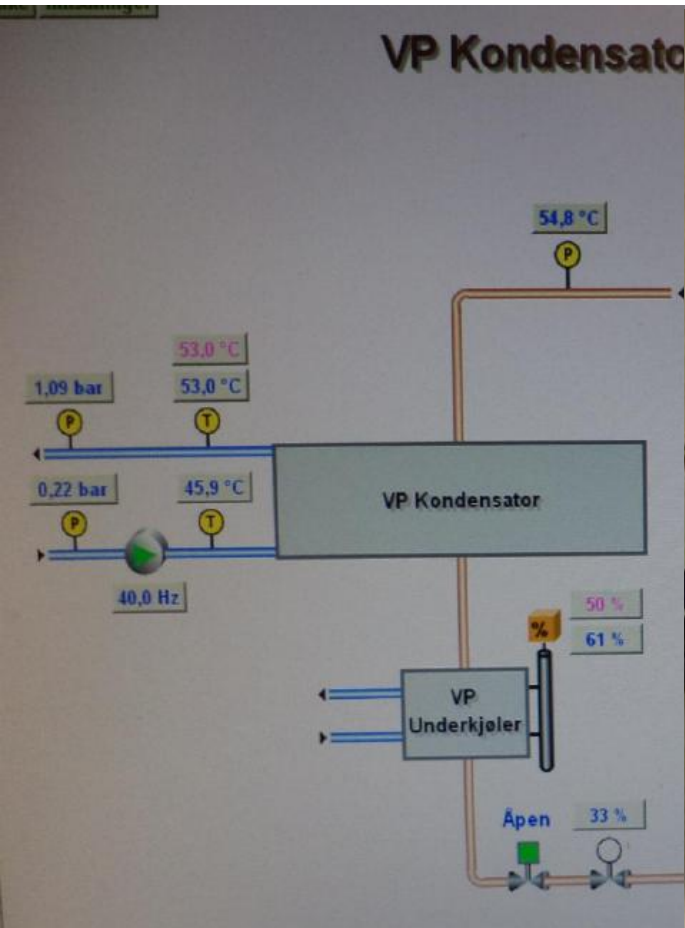 VP Kondensato
54,8 °C
P
53,0 °C
1,09 bar
53,0 °C
P
T
0,22 bar
45,9 °C
VP Kondensator
P
T
40,0 Hz
50 %
%
61 %
VP
Underkjøler
Åpen
33 %